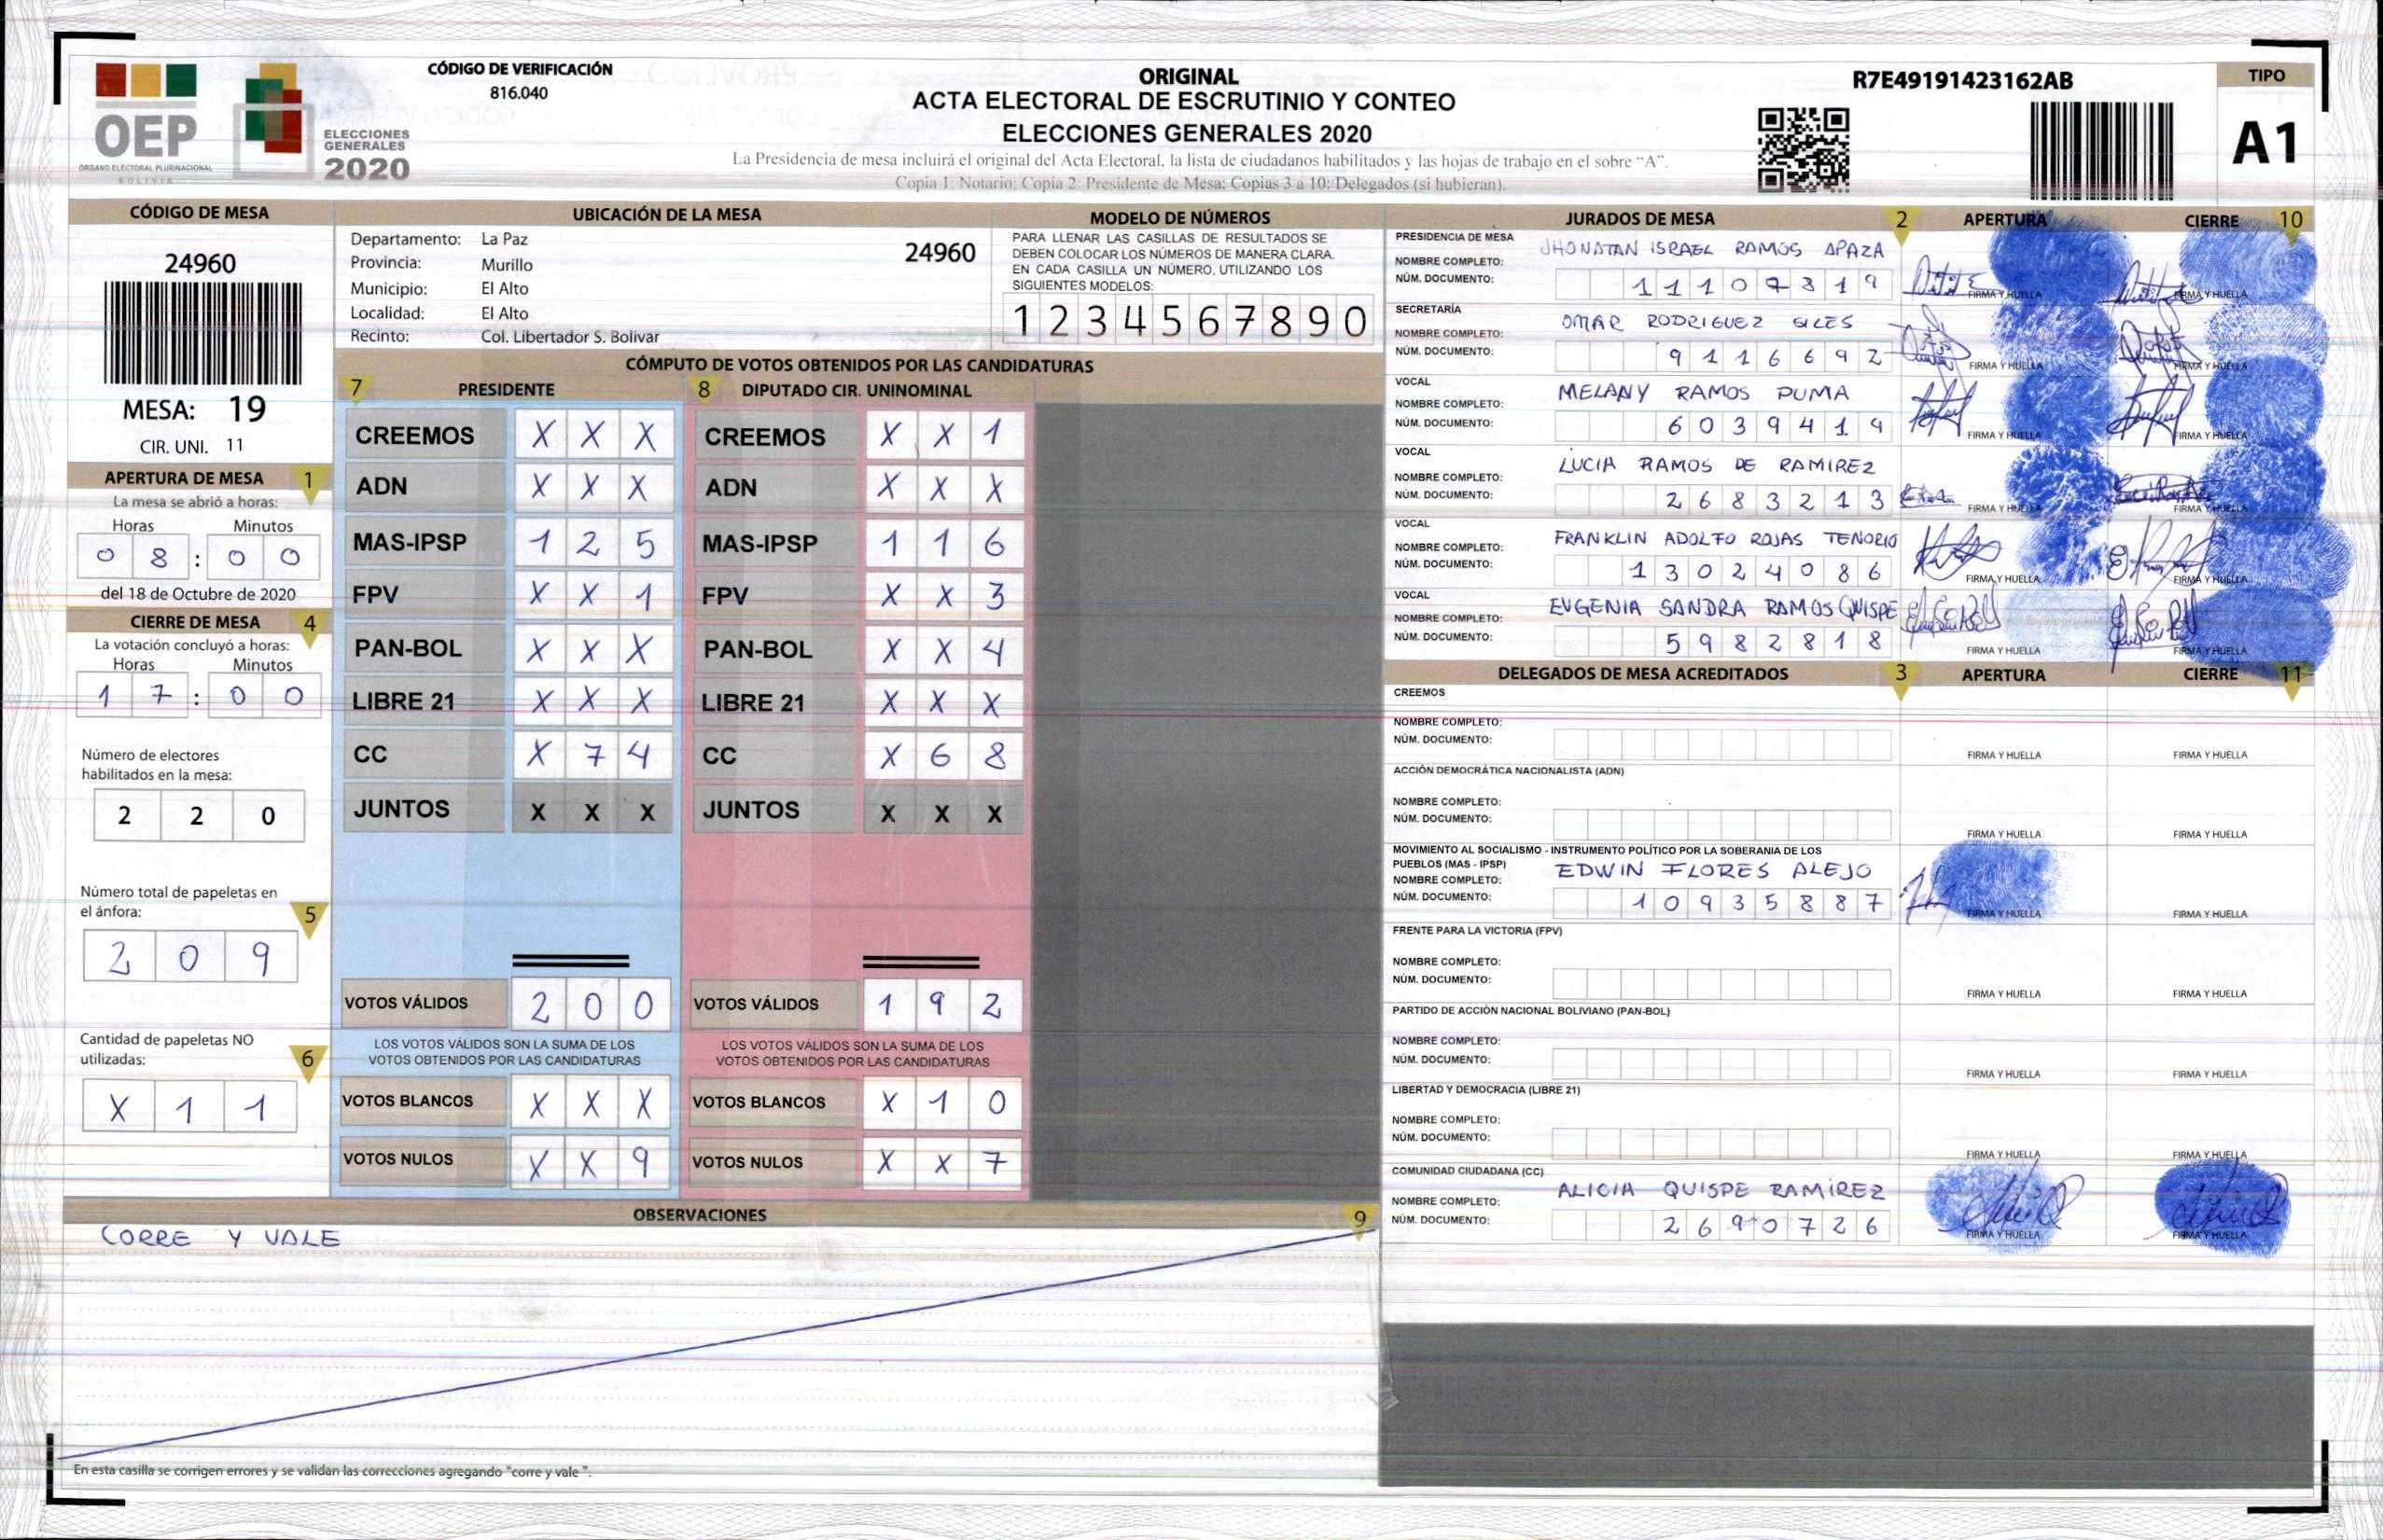 CÓDIGO DE VERIFICACIÓN
816.040
OEP
ÓRGANO ELECTORAL PLURINACIONAL
BOLIVIA
ELECCIONES
GENERALES
2020
ORIGINAL
ACTA ELECTORAL DE ESCRUTINIO Y CONTEO
ELECCIONES GENERALES 2020
La Presidencia de mesa incluirá el original del Acta Electoral, la lista de ciudadanos habilitados y las hojas de trabajo en el sobre “A”.
Copia 1: Notario; Copia 2: Presidente de Mesa; Copias 3 a 10: Delegados (si hubieran).
R7E49191423162AB
TIPO
A1
CÓDIGO DE MESA
24960
MESA: 19
CIR. UNI. 11
APERTURA DE MESA 1
La mesa se abrió a horas:
Horas Minutos
0 8 : 0 0
del 18 de Octubre de 2020
CIERRE DE MESA 4
La votación concluyó a horas:
Horas Minutos
1 7 : 0 0
Número de electores
habilitados en la mesa:
2 2 0
Número total de papeletas en
el ánfora: 5
2 0 9
Cantidad de papeletas NO
utilizadas: 6
X 1 1
UBICACIÓN DE LA MESA
Departamento: La Paz 24960
Provincia: Murillo
Municipio: El Alto
Localidad: El Alto
Recinto: Col. Libertador S. Bolivar
MODELO DE NÚMEROS
PARA LLENAR LAS CASILLAS DE RESULTADOS SE
DEBEN COLOCAR LOS NÚMEROS DE MANERA CLARA.
EN CADA CASILLA UN NÚMERO, UTILIZANDO LOS
SIGUIENTES MODELOS:
1 2 3 4 5 6 7 8 9 0
CÓMPUTO DE VOTOS OBTENIDOS POR LAS CANDIDATURAS
7 PRESIDENTE 8 DIPUTADO CIR. UNINOMINAL
CREEMOS X X X CREEMOS X X 1
ADN X X X ADN X X X
MAS-IPSP 1 2 5 MAS-IPSP 1 1 6
FPV X X 1 FPV X X 3
PAN-BOL X X X PAN-BOL X X 4
LIBRE 21 X X X LIBRE 21 X X X
CC X 7 4 CC X 6 8
JUNTOS X X X JUNTOS X X X
VOTOS VÁLIDOS 2 0 0 VOTOS VÁLIDOS 1 9 2
LOS VOTOS VÁLIDOS SON LA SUMA DE LOS LOS VOTOS VÁLIDOS SON LA SUMA DE LOS
VOTOS OBTENIDOS POR LAS CANDIDATURAS VOTOS OBTENIDOS POR LAS CANDIDATURAS
VOTOS BLANCOS X X X VOTOS BLANCOS X 1 0
VOTOS NULOS X X 9 VOTOS NULOS X X 7
OBSERVACIONES 9
CORRE Y VALE
En esta casilla se corrigen errores y se validan las correcciones agregando "corre y vale ".
JURADOS DE MESA 2 APERTURA CIERRE 10
PRESIDENCIA DE MESA
NOMBRE COMPLETO: JHONATAN ISRAEL RAMOS APAZA
NÚM. DOCUMENTO: 1 1 1 0 7 8 1 9 FIRMA Y HUELLA FIRMA Y HUELLA
SECRETARÍA
NOMBRE COMPLETO: OMAR RODRIGUEZ GILES
NÚM. DOCUMENTO: 9 1 1 6 6 9 2 FIRMA Y HUELLA FIRMA Y HUELLA
VOCAL
NOMBRE COMPLETO: MELANY RAMOS PUMA
NÚM. DOCUMENTO: 6 0 3 9 4 1 9 FIRMA Y HUELLA FIRMA Y HUELLA
VOCAL
NOMBRE COMPLETO: LUCIA RAMOS DE RAMIREZ
NÚM. DOCUMENTO: 2 6 8 3 2 1 3 FIRMA Y HUELLA FIRMA Y HUELLA
VOCAL
NOMBRE COMPLETO: FRANKLIN ADOLFO ROJAS TENORIO
NÚM. DOCUMENTO: 1 3 0 2 4 0 8 6 FIRMA Y HUELLA FIRMA Y HUELLA
VOCAL
NOMBRE COMPLETO: EUGENIA SANDRA RAMOS QUISPE
NÚM. DOCUMENTO: 5 9 8 2 8 1 8 FIRMA Y HUELLA FIRMA Y HUELLA
DELEGADOS DE MESA ACREDITADOS 3 APERTURA CIERRE 11
CREEMOS
NOMBRE COMPLETO:
NÚM. DOCUMENTO: FIRMA Y HUELLA FIRMA Y HUELLA
ACCIÓN DEMOCRÁTICA NACIONALISTA (ADN)
NOMBRE COMPLETO:
NÚM. DOCUMENTO: FIRMA Y HUELLA FIRMA Y HUELLA
MOVIMIENTO AL SOCIALISMO - INSTRUMENTO POLÍTICO POR LA SOBERANIA DE LOS
PUEBLOS (MAS - IPSP)
NOMBRE COMPLETO: EDWIN FLORES ALEJO
NÚM. DOCUMENTO: 1 0 9 3 5 8 8 7 FIRMA Y HUELLA FIRMA Y HUELLA
FRENTE PARA LA VICTORIA (FPV)
NOMBRE COMPLETO:
NÚM. DOCUMENTO: FIRMA Y HUELLA FIRMA Y HUELLA
PARTIDO DE ACCIÓN NACIONAL BOLIVIANO (PAN-BOL)
NOMBRE COMPLETO:
NÚM. DOCUMENTO: FIRMA Y HUELLA FIRMA Y HUELLA
LIBERTAD Y DEMOCRACIA (LIBRE 21)
NOMBRE COMPLETO:
NÚM. DOCUMENTO: FIRMA Y HUELLA FIRMA Y HUELLA
COMUNIDAD CIUDADANA (CC)
NOMBRE COMPLETO: ALICIA QUISPE RAMIREZ
NÚM. DOCUMENTO: 2 6 9 0 7 2 6 FIRMA Y HUELLA FIRMA Y HUELLA